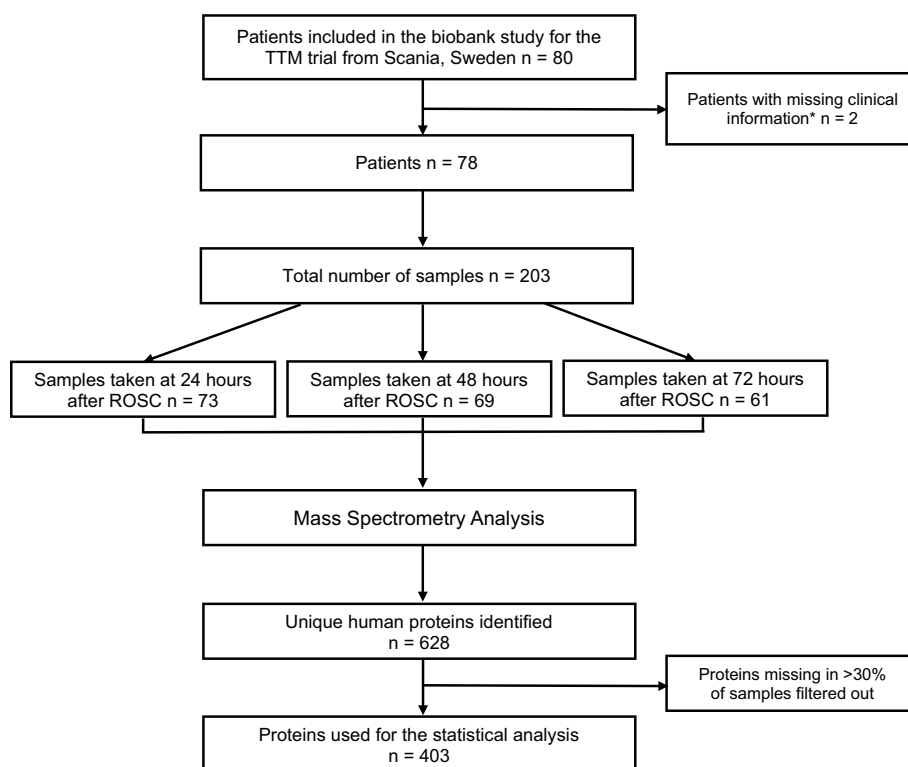 Patients included in the biobank study for the
TTM trial from Scania, Sweden n = 80
Patients with missing clinical
information* n = 2
Patients n = 78
Total number of samples n = 203
Samples taken at 24 hours
after ROSC n = 73
Samples taken at 48 hours
after ROSC n = 69
Samples taken at 72 hours
after ROSC n = 61
Mass Spectrometry Analysis
Unique human proteins identified
n = 628
Proteins missing in >30%
of samples filtered out
Proteins used for the statistical analysis
n = 403